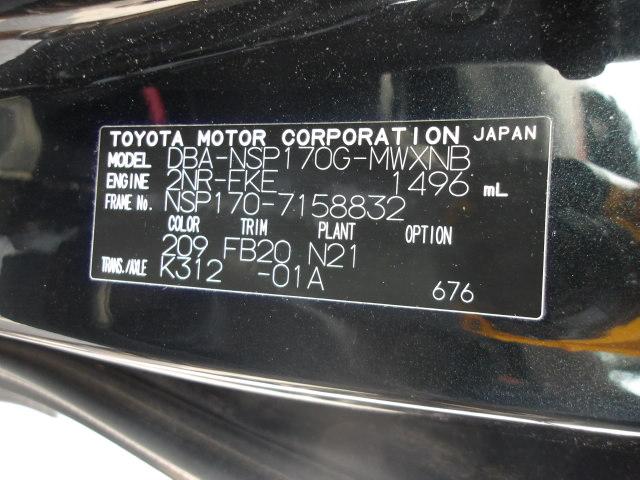 TOYOTA MOTOR CORPORATION JAPAN
MODEL DBA-NSP170G-MWXNB
ENGINE 2NR-FKE 1496 mL
FRAME No. NSP170-7158832
COLOR TRIM PLANT OPTION
209 FB20 N21
TRANS./AXLE K312 -01A
676